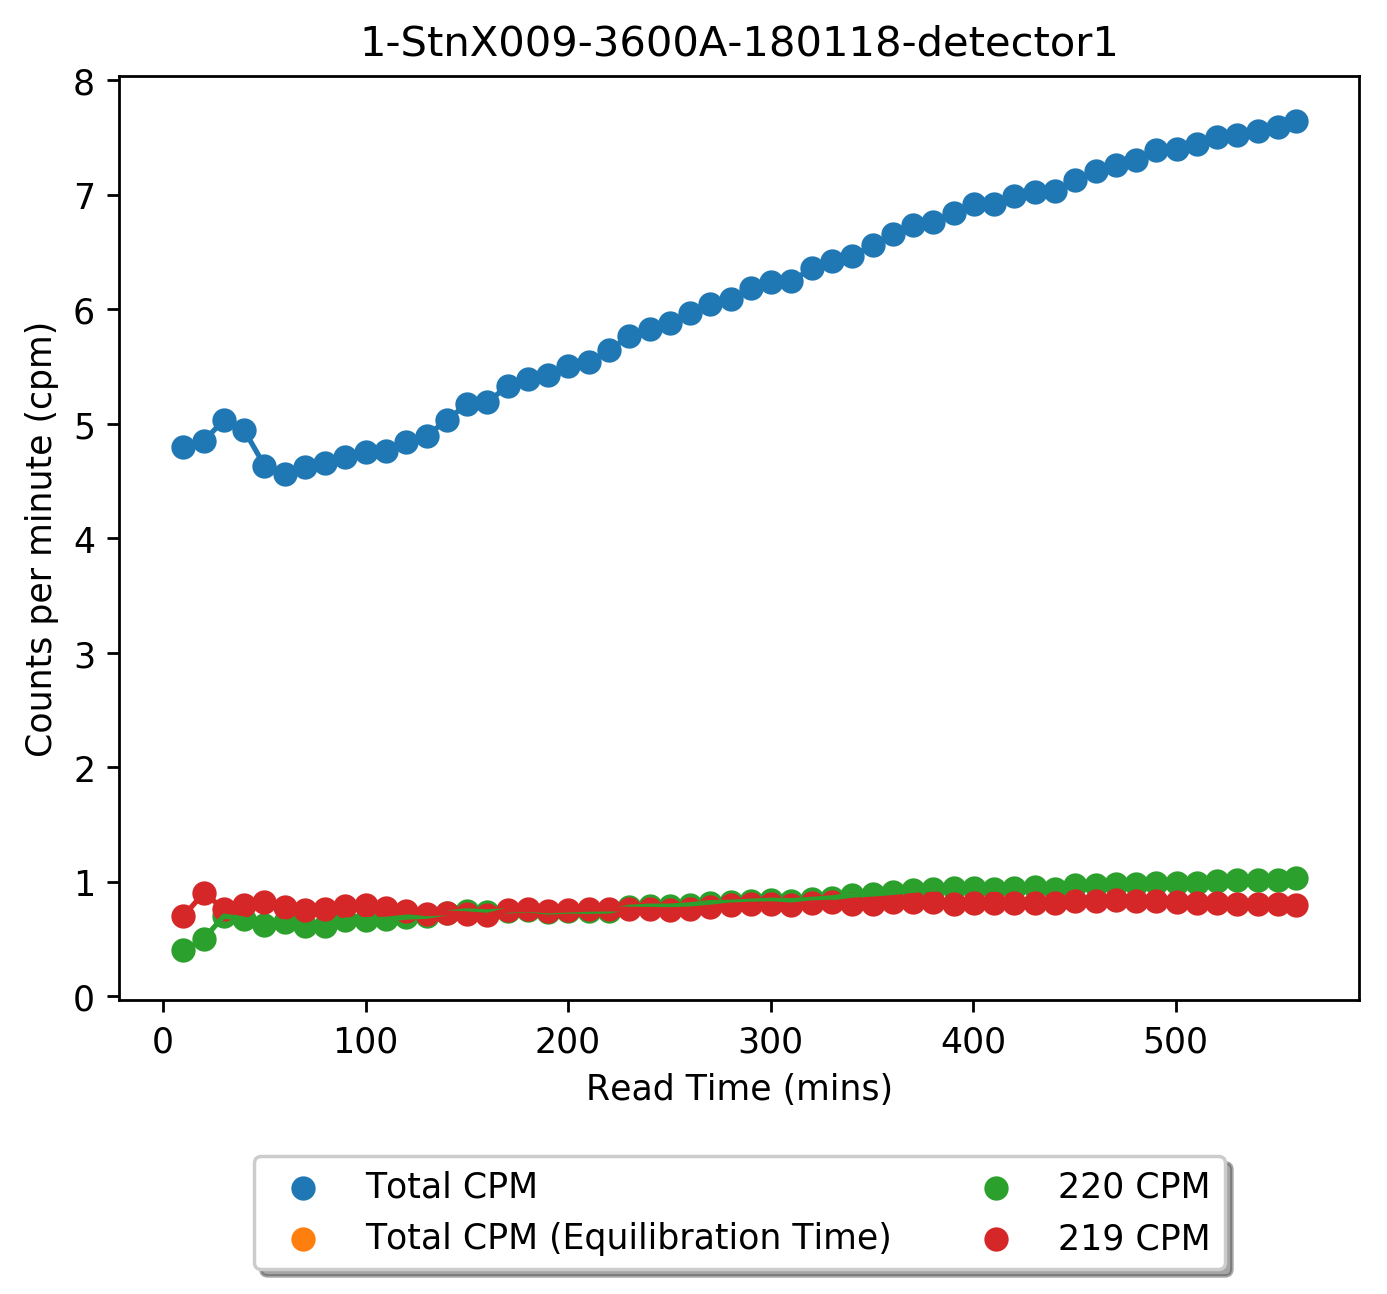 1-StnX009-3600A-180118-detector1
8
7
6
5
4
3
2
1
0
Counts per minute (cpm)
0 100 200 300 400 500
Read Time (mins)
Total CPM
Total CPM (Equilibration Time)
220 CPM
219 CPM